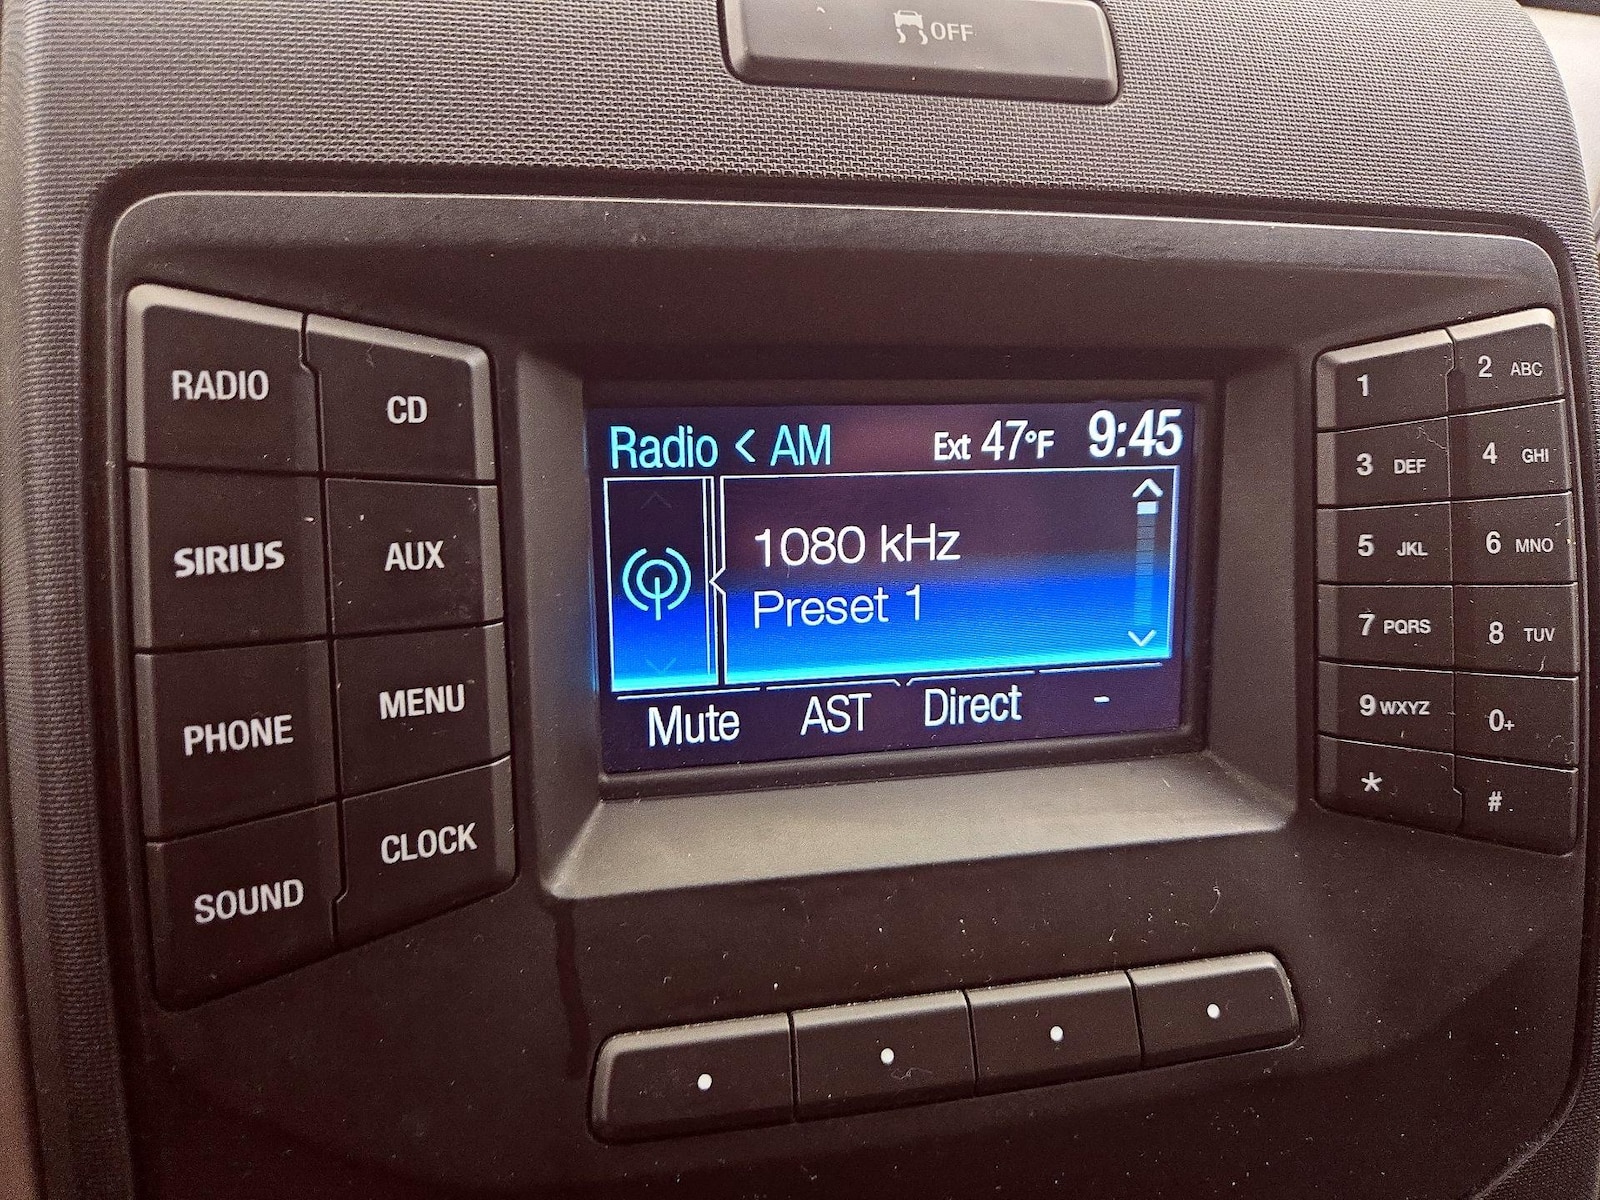 OFF
RADIO
CD
SIRIUS
AUX
PHONE
MENU
SOUND
CLOCK
Radio < AM Ext 47°F 9:45
1080 kHz
Preset 1
Mute AST Direct -
1
2 ABC
3 DEF
4 GHI
5 JKL
6 MNO
7 PQRS
8 TUV
9 WXYZ
0+
*
#